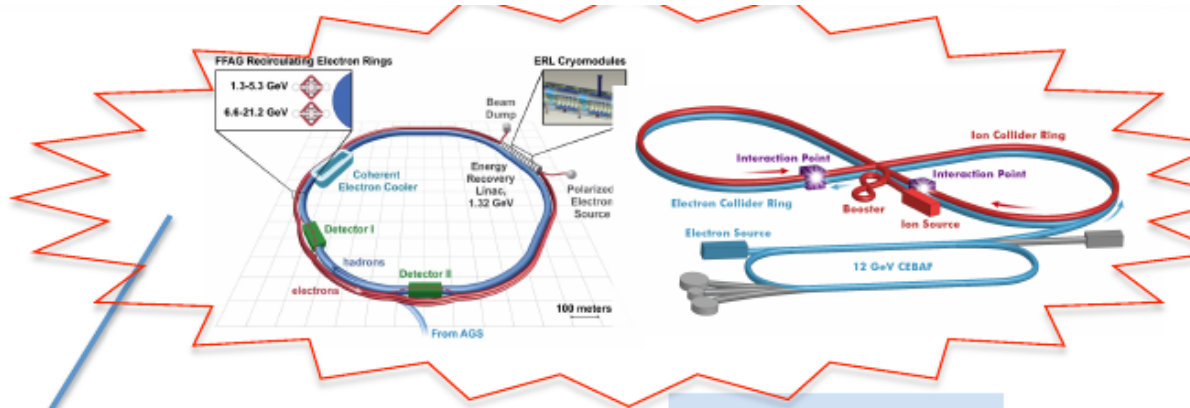 FFAG Recirculating Electron Rings
1.3-5.3 GeV
6.6-21.2 GeV
ERL Cryomodules
Beam
Dump
Energy
Recovery
Linac,
1.32 GeV
Polarized
Electron
Source
Coherent
Electron Cooler
Detector I
hadrons
Detector II
electrons
100 meters
From AGS
Ion Collider Ring
Interaction Point
Interaction Point
Electron Collider Ring
Booster
Ion Source
Electron Source
12 GeV CEBAF